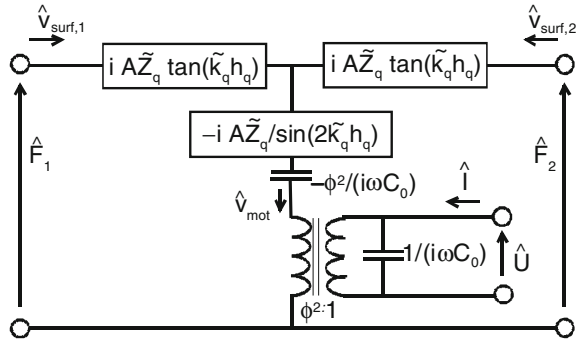 v̂surf,1
v̂surf,2
i AZ̃q tan(k̃qhq)
i AZ̃q tan(k̃qhq)
−i AZ̃q/sin(2k̃qhq)
F̂1
F̂2
−ϕ²/(iωC0)
v̂mot
Î
1/(iωC0)
Û
ϕ²:1